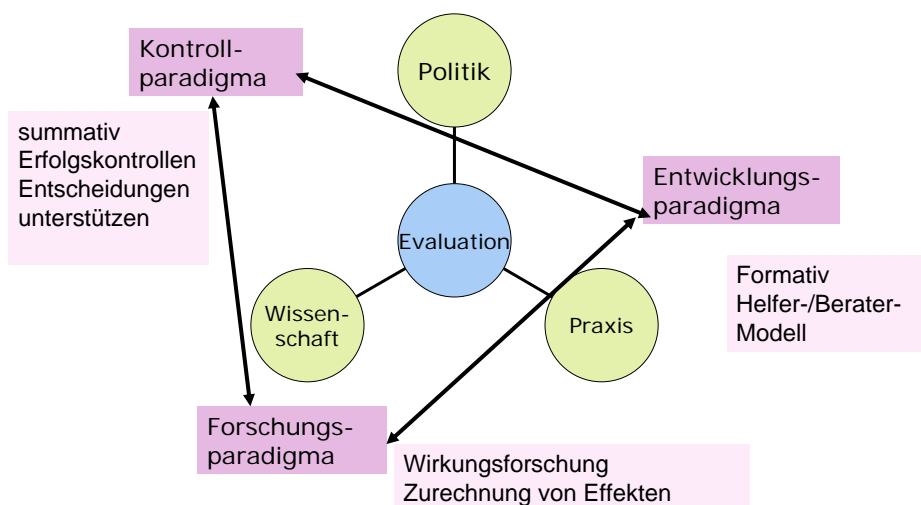 Kontroll-
paradigma
Politik
summativ
Erfolgskontrollen
Entscheidungen
unterstützen
Entwicklungs-
paradigma
Evaluation
Formativ
Helfer-/Berater-
Modell
Wissen-
schaft
Praxis
Forschungs-
paradigma
Wirkungsforschung
Zurechnung von Effekten